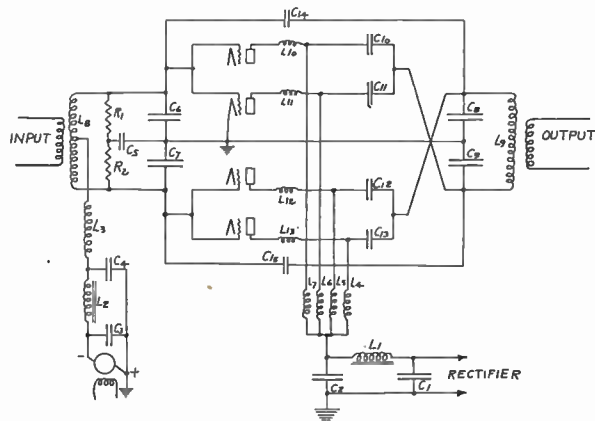 C14
C10
L10
L8
R1
C6
L11
C11
C8
INPUT
C5
C7
L9
OUTPUT
R2
C9
C12
L12
L3
L13
C13
C15
C4
L7
L6
L5
L4
L2
C3
L1
-
+
C2
C1
RECTIFIER